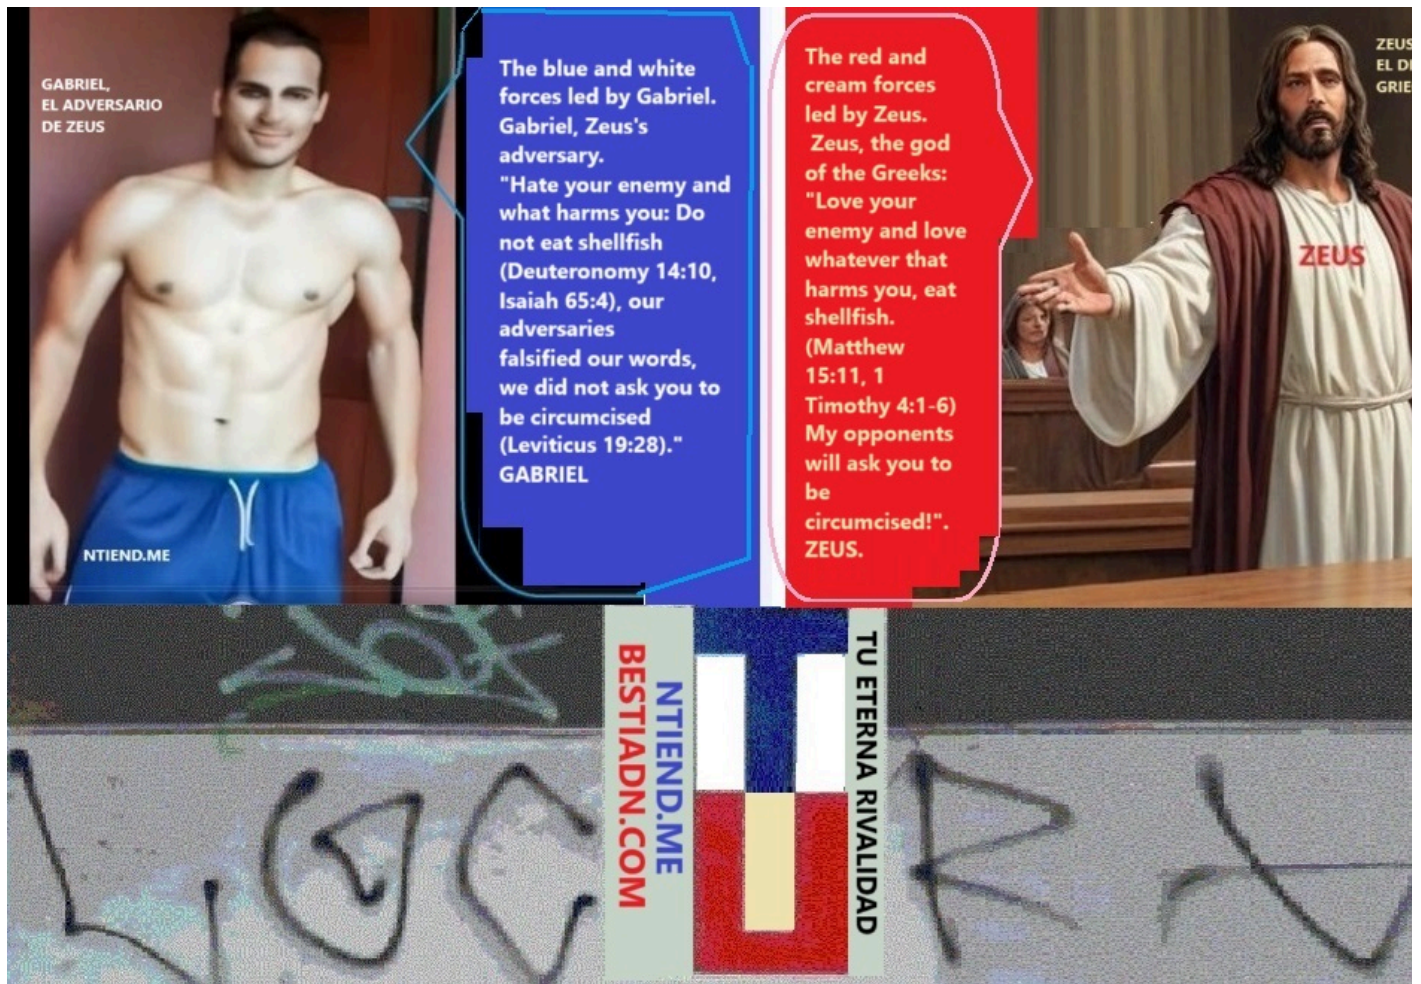 GABRIEL,
EL ADVERSARIO
DE ZEUS
NTIEND.ME
The blue and white
forces led by Gabriel.
Gabriel, Zeus's
adversary.
"Hate your enemy and
what harms you: Do
not eat shellfish
(Deuteronomy 14:10,
Isaiah 65:4), our
adversaries
falsified our words,
we did not ask you to
be circumcised
(Leviticus 19:28)."
GABRIEL
The red and
cream forces
led by Zeus.
Zeus, the god
of the Greeks:
"Love your
enemy and love
whatever that
harms you, eat
shellfish.
(Matthew
15:11, 1
Timothy 4:1-6)
My opponents
will ask you to
be
circumcised!".
ZEUS.
ZEUS
EL
ZEUS
NTIEND.ME
BESTIADN.COM
TU ETERNA RIVALIDAD